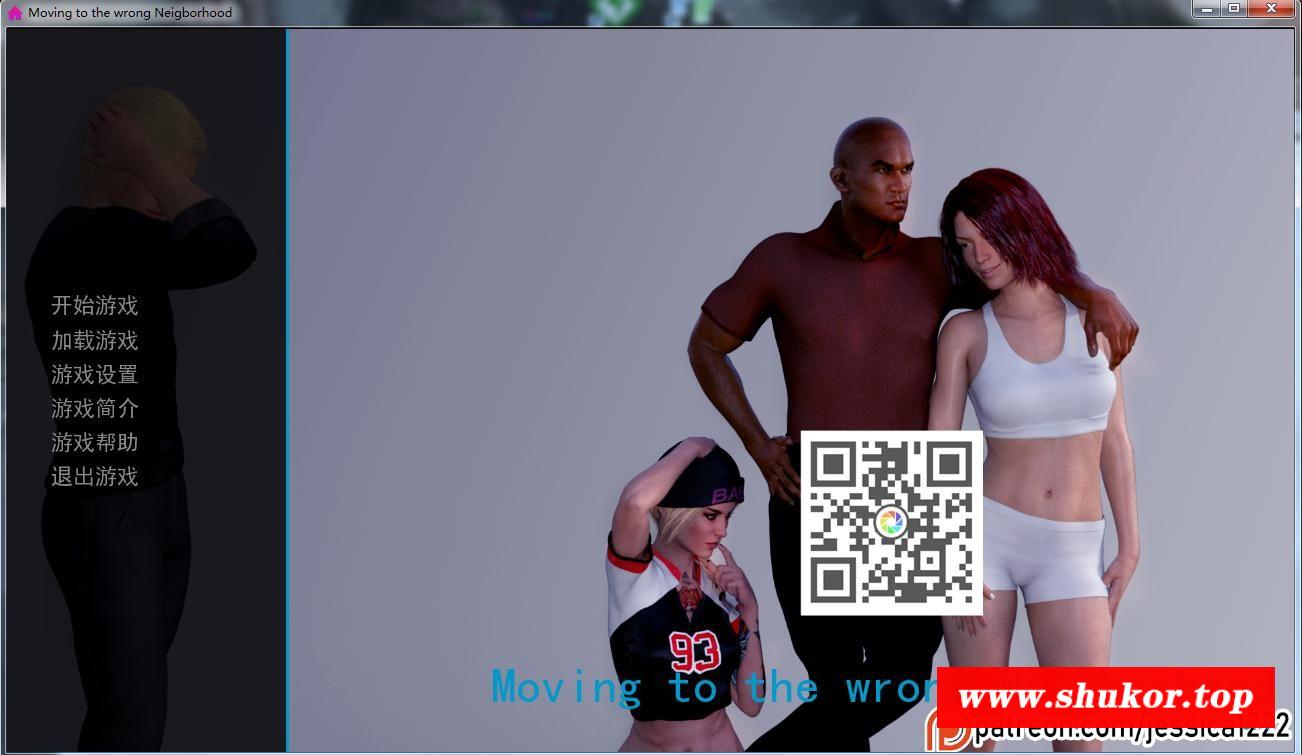 Moving to the wrong Neigborhood
开始游戏
加载游戏
游戏设置
游戏简介
游戏帮助
退出游戏
93
Moving to the
www.shukor.top
patreon.com/jessica1222